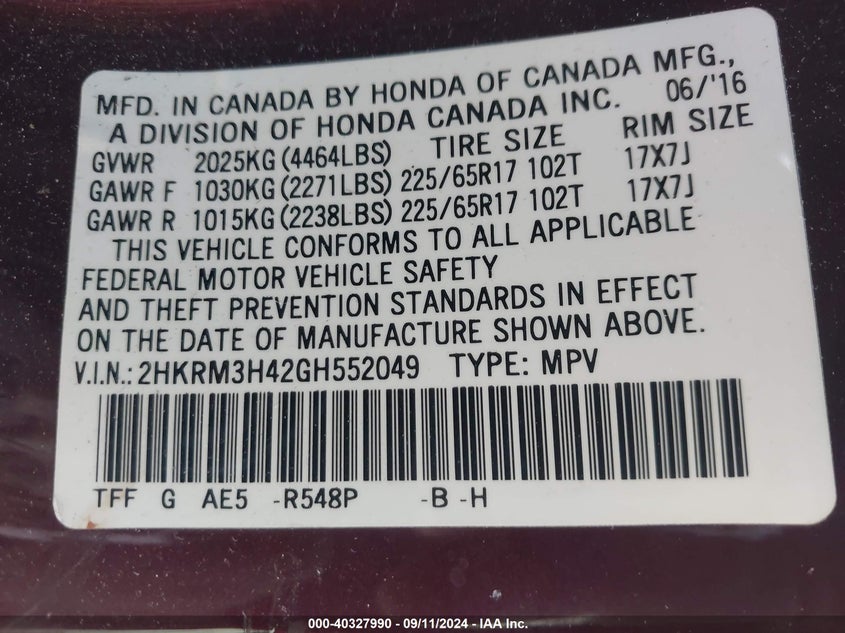 MFD. IN CANADA BY HONDA OF CANADA MFG.,
A DIVISION OF HONDA CANADA INC. 06/'16
GVWR 2025KG (4464LBS) TIRE SIZE RIM SIZE
GAWR F 1030KG (2271LBS) 225/65R17 102T 17X7J
GAWR R 1015KG (2238LBS) 225/65R17 102T 17X7J
THIS VEHICLE CONFORMS TO ALL APPLICABLE
FEDERAL MOTOR VEHICLE SAFETY
AND THEFT PREVENTION STANDARDS IN EFFECT
ON THE DATE OF MANUFACTURE SHOWN ABOVE.
V.I.N.: 2HKRM3H42GH552049 TYPE: MPV
TFF G AE5 -R548P -B -H
000-40327990 - 09/11/2024 - IAA Inc.